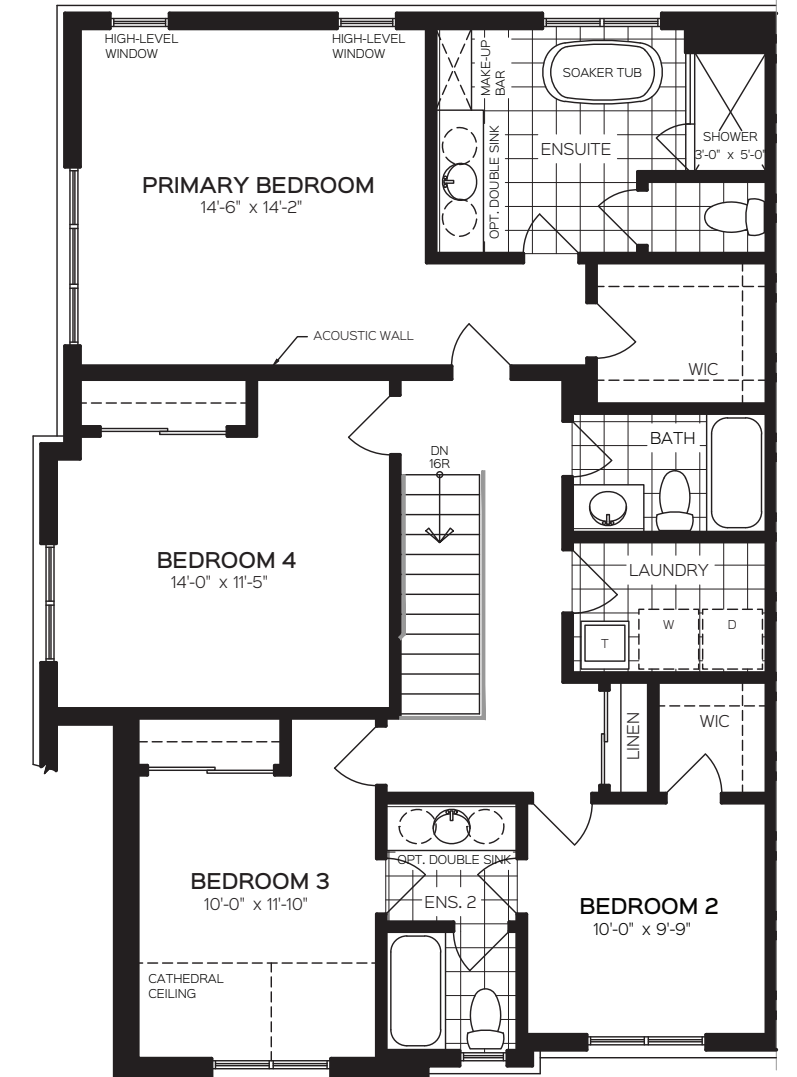 HIGH-LEVEL
WINDOW
HIGH-LEVEL
WINDOW
MAKE-UP
BAR
SOAKER TUB
SHOWER
3'-0" x 5'-0"
OPT. DOUBLE SINK
ENSUITE
PRIMARY BEDROOM
14'-6" x 14'-2"
ACOUSTIC WALL
WIC
BATH
DN
16R
BEDROOM 4
14'-0" x 11'-5"
LAUNDRY
T
W
D
LINEN
WIC
OPT. DOUBLE SINK
ENS. 2
BEDROOM 3
10'-0" x 11'-10"
BEDROOM 2
10'-0" x 9'-9"
CATHEDRAL
CEILING